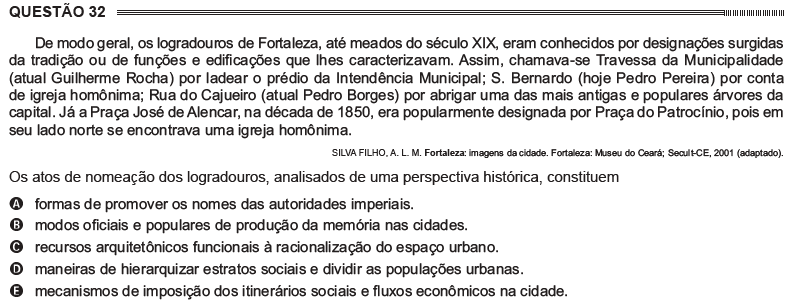 QUESTÃO 32
De modo geral, os logradouros de Fortaleza, até meados do século XIX, eram conhecidos por designações surgidas
da tradição ou de funções e edificações que lhes caracterizavam. Assim, chamava-se Travessa da Municipalidade
(atual Guilherme Rocha) por ladear o prédio da Intendência Municipal; S. Bernardo (hoje Pedro Pereira) por conta
de igreja homônima; Rua do Cajueiro (atual Pedro Borges) por abrigar uma das mais antigas e populares árvores da
capital. Já a Praça José de Alencar, na década de 1850, era popularmente designada por Praça do Patrocínio, pois em
seu lado norte se encontrava uma igreja homônima.
SILVA FILHO, A. L. M. Fortaleza: imagens da cidade. Fortaleza: Museu do Ceará; Secult-CE, 2001 (adaptado).
Os atos de nomeação dos logradouros, analisados de uma perspectiva histórica, constituem
A formas de promover os nomes das autoridades imperiais.
B modos oficiais e populares de produção da memória nas cidades.
C recursos arquitetônicos funcionais à racionalização do espaço urbano.
D maneiras de hierarquizar estratos sociais e dividir as populações urbanas.
E mecanismos de imposição dos itinerários sociais e fluxos econômicos na cidade.